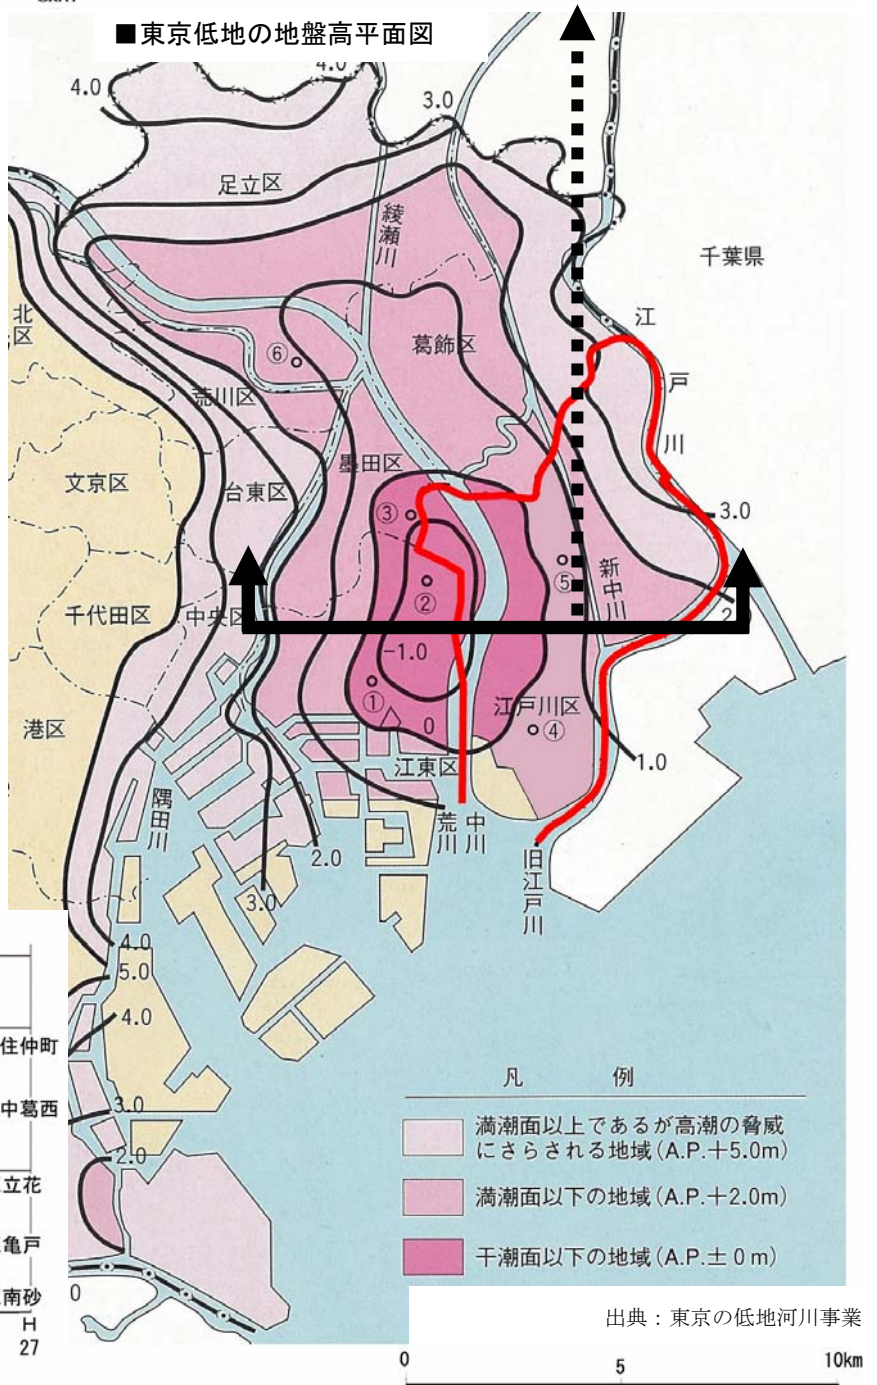 ■東京低地の地盤高平面図
4.0
4.0
3.0
足立区
綾瀬川
千葉県
北区
江戸川
葛飾区
⑥
荒川区
墨田区
文京区
台東区
③
3.0
⑤
新中川
②
千代田区
中央区
2.0
-1.0
①
江戸川区
④
港区
0
江東区
1.0
隅田川
荒川
中川
2.0
旧江戸川
3.0
4.0
5.0
4.0
住仲町
中葛西
3.0
2.0
立花
亀戸
南砂
0
H
27
凡 例
満潮面以上であるが高潮の脅威
にさらされる地域(A.P.+5.0m)
満潮面以下の地域(A.P.+2.0m)
干潮面以下の地域(A.P.±0m)
出典：東京の低地河川事業
0
5
10km